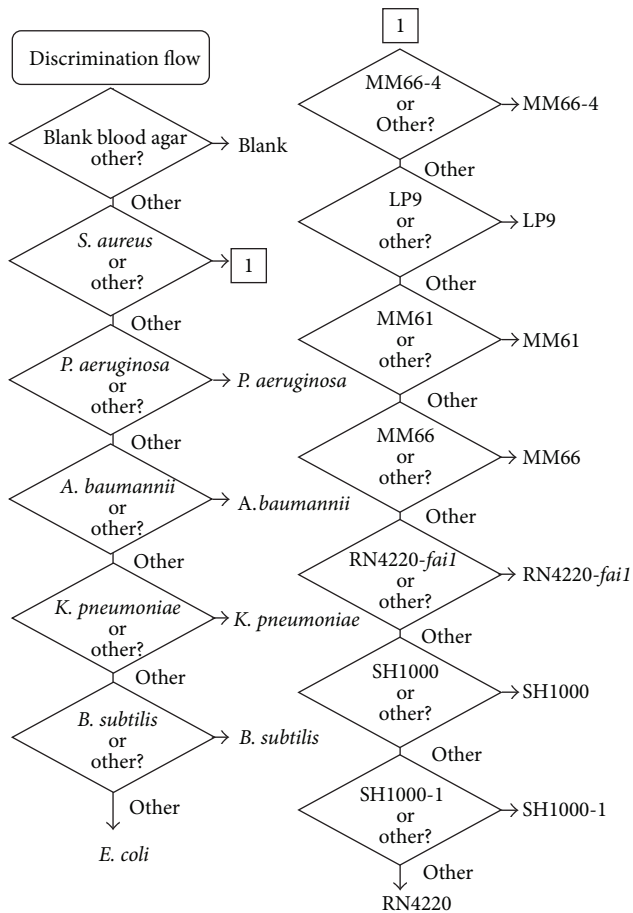 Discrimination flow
Blank blood agar
other?
Blank
Other
S. aureus
or
other?
1
Other
P. aeruginosa
or
other?
P. aeruginosa
Other
A. baumannii
or
other?
A.baumannii
Other
K. pneumoniae
or
other?
K. pneumoniae
Other
B. subtilis
or
other?
B. subtilis
Other
E. coli
1
MM66-4
or
Other?
MM66-4
Other
LP9
or
other?
LP9
Other
MM61
or
other?
MM61
Other
MM66
or
other?
MM66
Other
RN4220-fai1
or
other?
RN4220-fai1
Other
SH1000
or
other?
SH1000
Other
SH1000-1
or
other?
SH1000-1
Other
RN4220